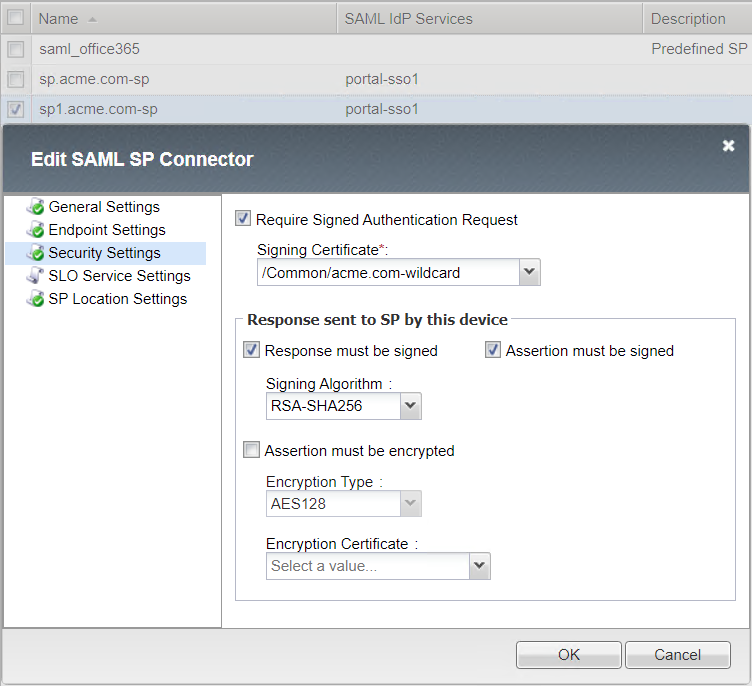 Name SAML IdP Services Description
saml_office365 Predefined SP
sp.acme.com-sp portal-sso1
sp1.acme.com-sp portal-sso1
Edit SAML SP Connector
General Settings
Endpoint Settings
Security Settings
SLO Service Settings
SP Location Settings
Require Signed Authentication Request
Signing Certificate*:
/Common/acme.com-wildcard
Response sent to SP by this device
Response must be signed Assertion must be signed
Signing Algorithm :
RSA-SHA256
Assertion must be encrypted
Encryption Type :
AES128
Encryption Certificate :
Select a value...
OK Cancel